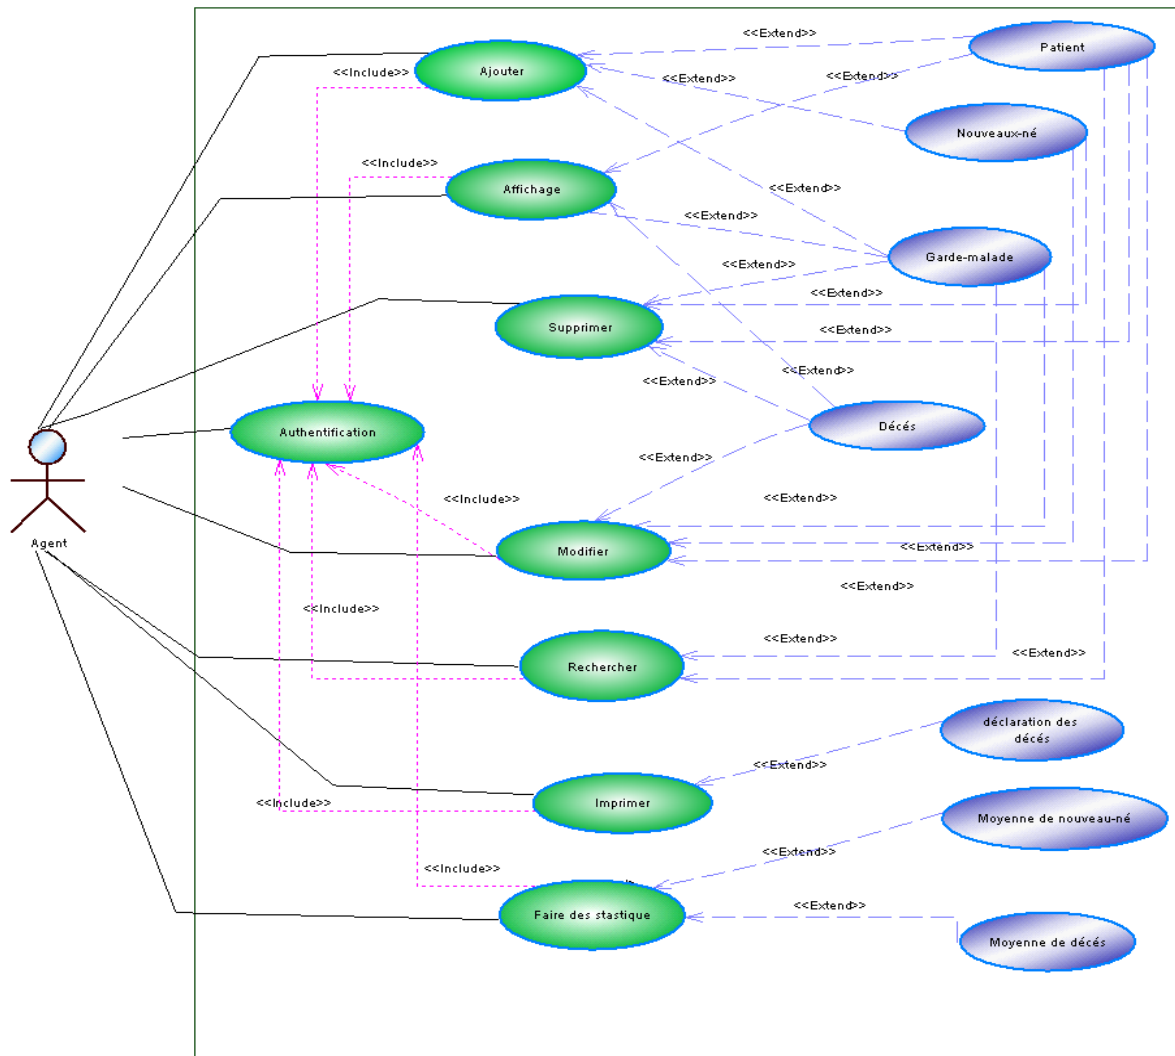 <<Extend>>
Patient
Ajouter
<<Include>>
<<Extend>>
Nouveaux-né
<<Include>>
Affichage
<<Extend>>
<<Extend>>
Garde-malade
<<Extend>>
<<Extend>>
Supprimer
<<Extend>>
<<Extend>>
<<Extend>>
Authentification
Décés
<<Extend>>
<<Include>>
<<Extend>>
Agent
Modifier
<<Extend>>
<<Extend>>
<<Include>>
<<Extend>>
<<Extend>>
Rechercher
déclaration des
décés
<<Extend>>
<<Include>>
Imprimer
Moyenne de nouveau-né
<<Extend>>
<<Include>>
<<Extend>>
Faire des stastique
Moyenne de décés